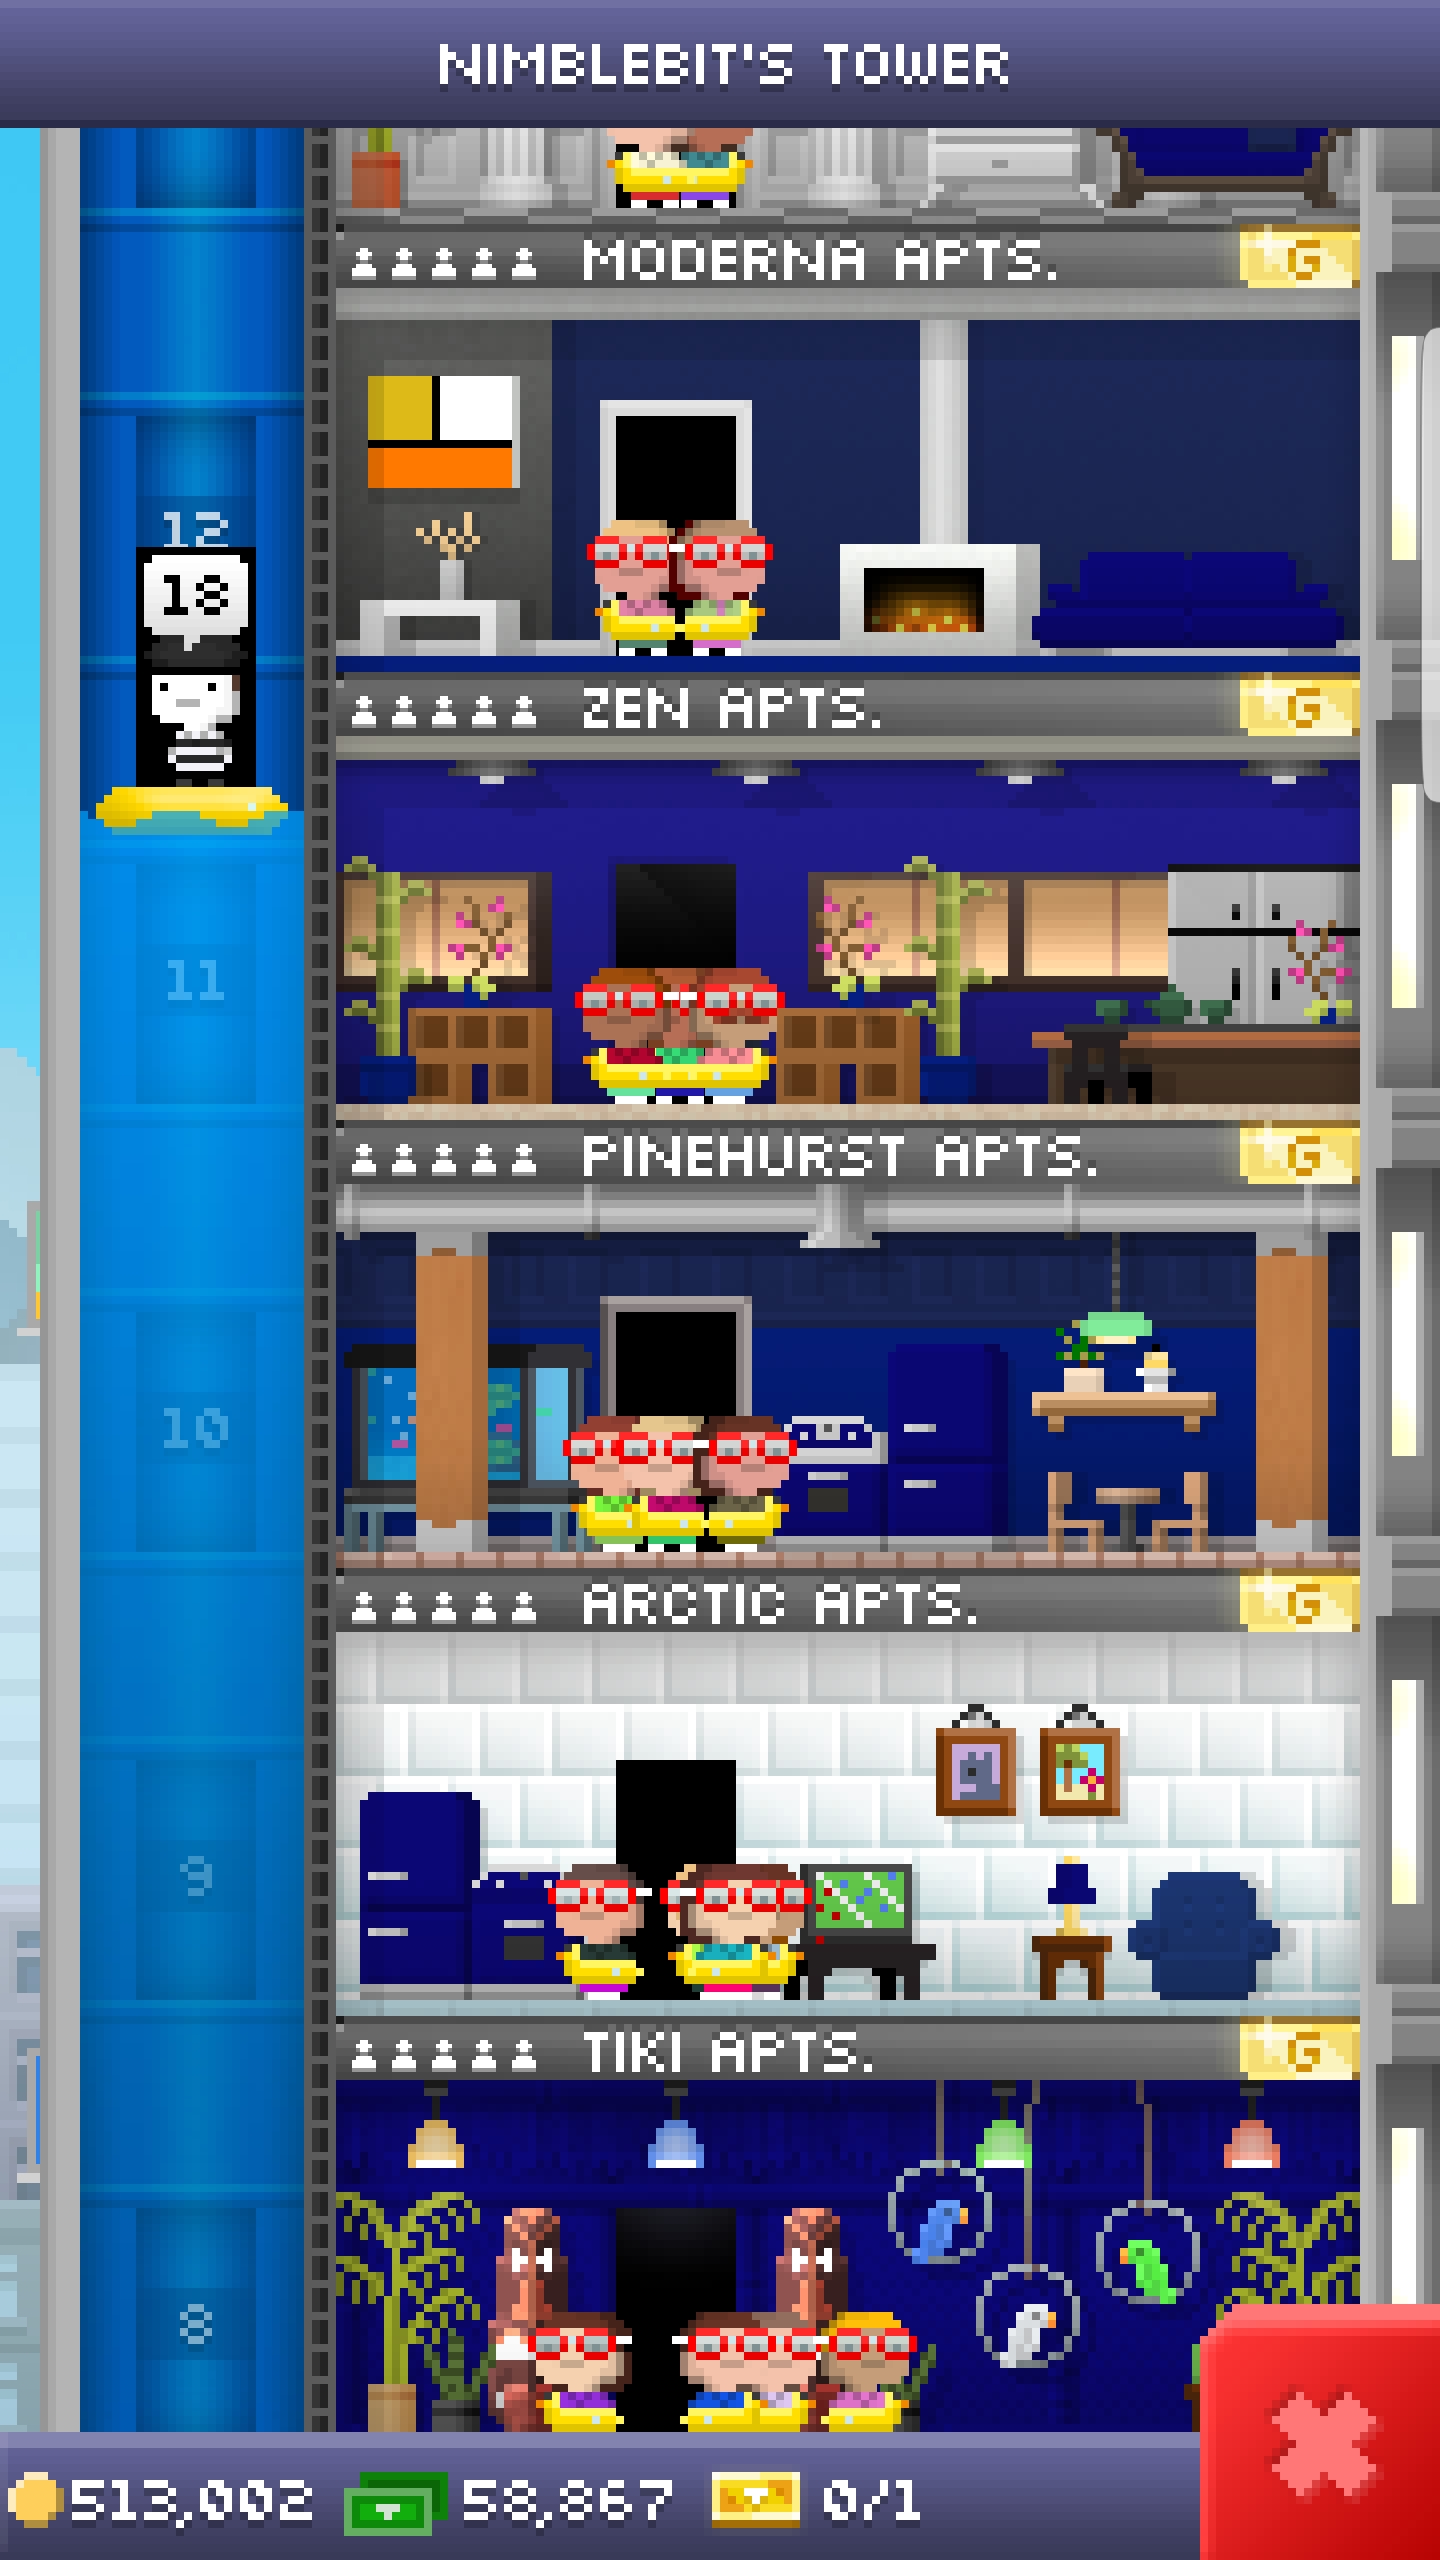 NIMBLEBIT'S TOWER
MODERNA APTS. G
12
18
ZEN APTS. G
11
PINEHURST APTS. G
10
ARCTIC APTS. G
9
TIKI APTS. G
8
513,002 58,867 0/1